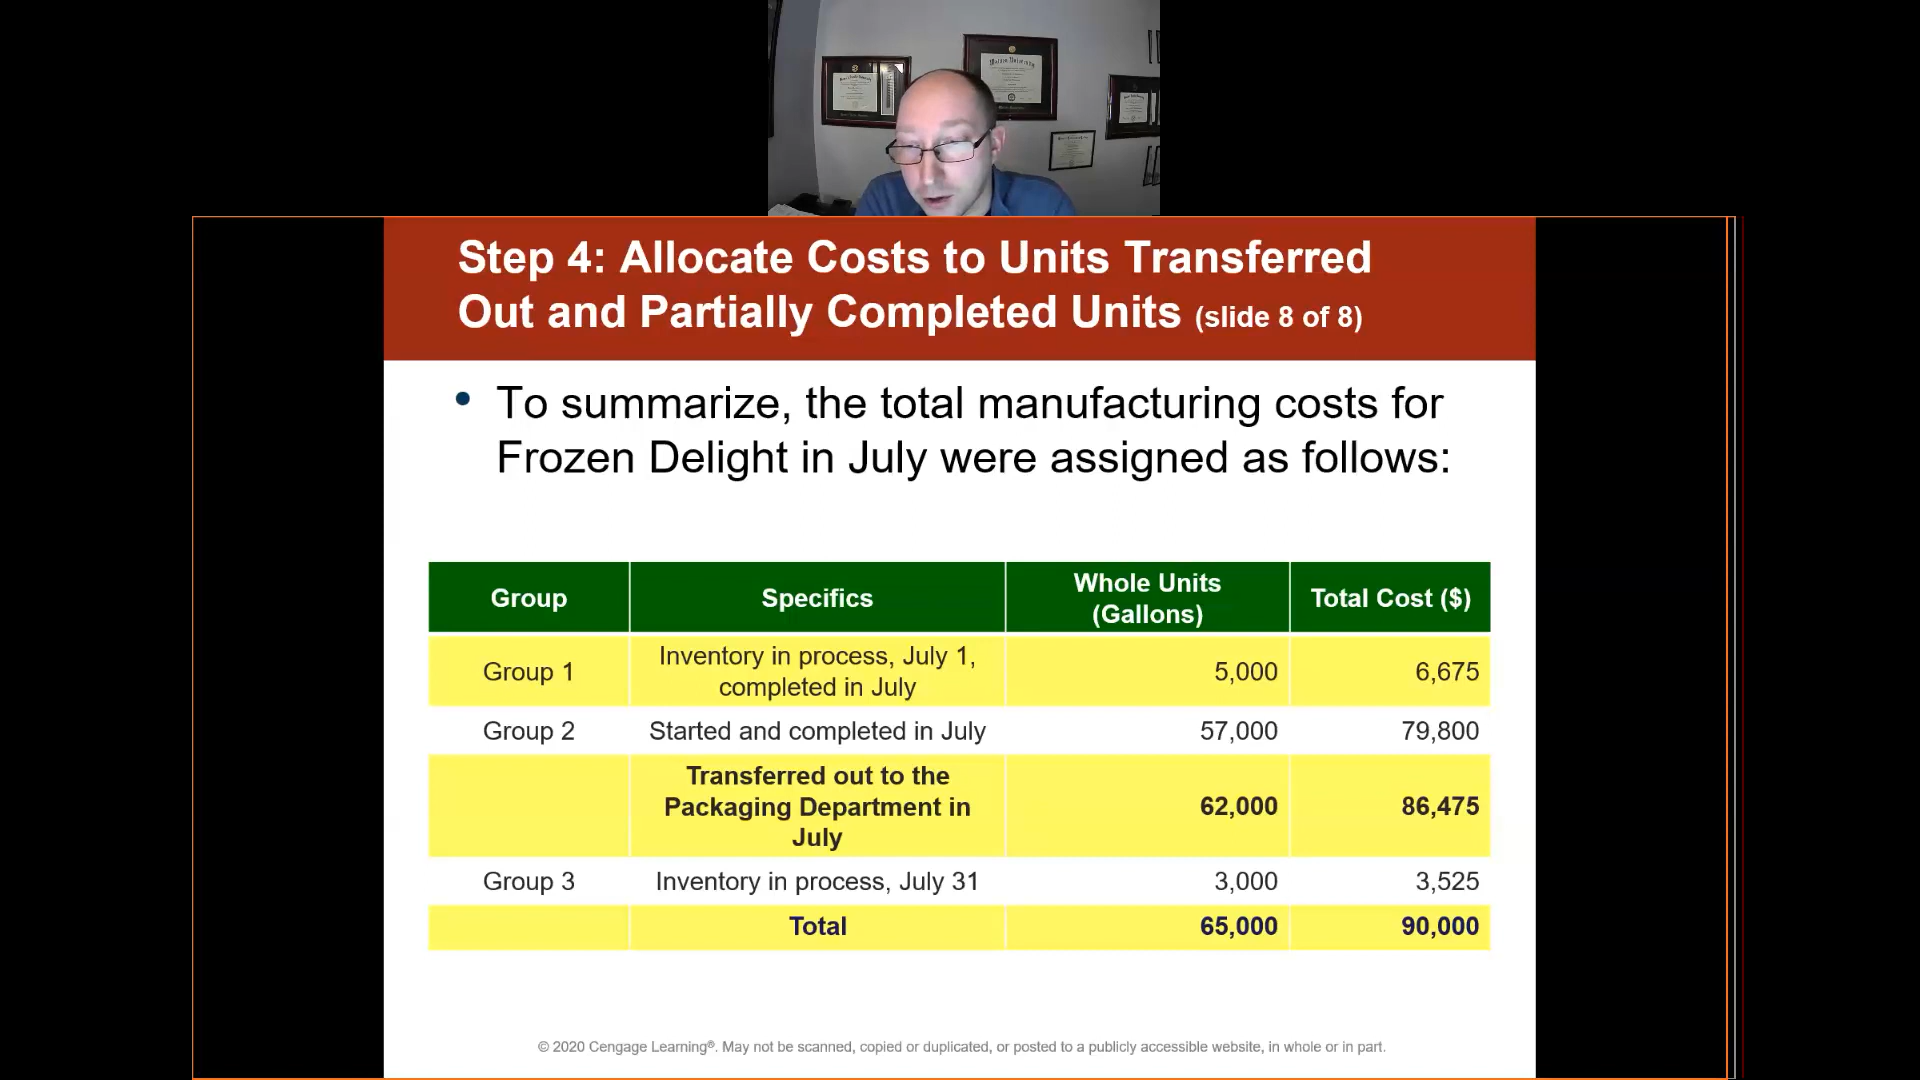 Walden University
Step 4: Allocate Costs to Units Transferred
Out and Partially Completed Units (slide 8 of 8)
• To summarize, the total manufacturing costs for
Frozen Delight in July were assigned as follows:
Group Specifics Whole Units (Gallons) Total Cost ($)
Group 1 Inventory in process, July 1, completed in July 5,000 6,675
Group 2 Started and completed in July 57,000 79,800
Transferred out to the Packaging Department in July 62,000 86,475
Group 3 Inventory in process, July 31 3,000 3,525
Total 65,000 90,000
© 2020 Cengage Learning®. May not be scanned, copied or duplicated, or posted to a publicly accessible website, in whole or in part.